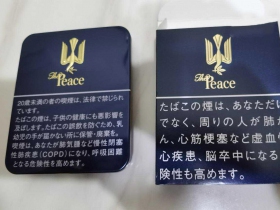 The
Peace
20歳未満の者の喫煙は、法律で禁じられ
ています。
たばこの煙は、子供の健康にも悪影響を
及ぼします。たばこの誤飲を防ぐため、乳
幼児の手が届かない所に保管・廃棄を。
喫煙は、あなたが肺気腫など慢性閉塞
性肺疾患(COPD)になり、呼吸困難
となる危険性を高めます。
The
Peace
たばこの煙は、あなただけ
でなく、周りの人が肺が
ん、心筋梗塞など虚血性
心疾患、脳卒中になる危
険性も高めます。